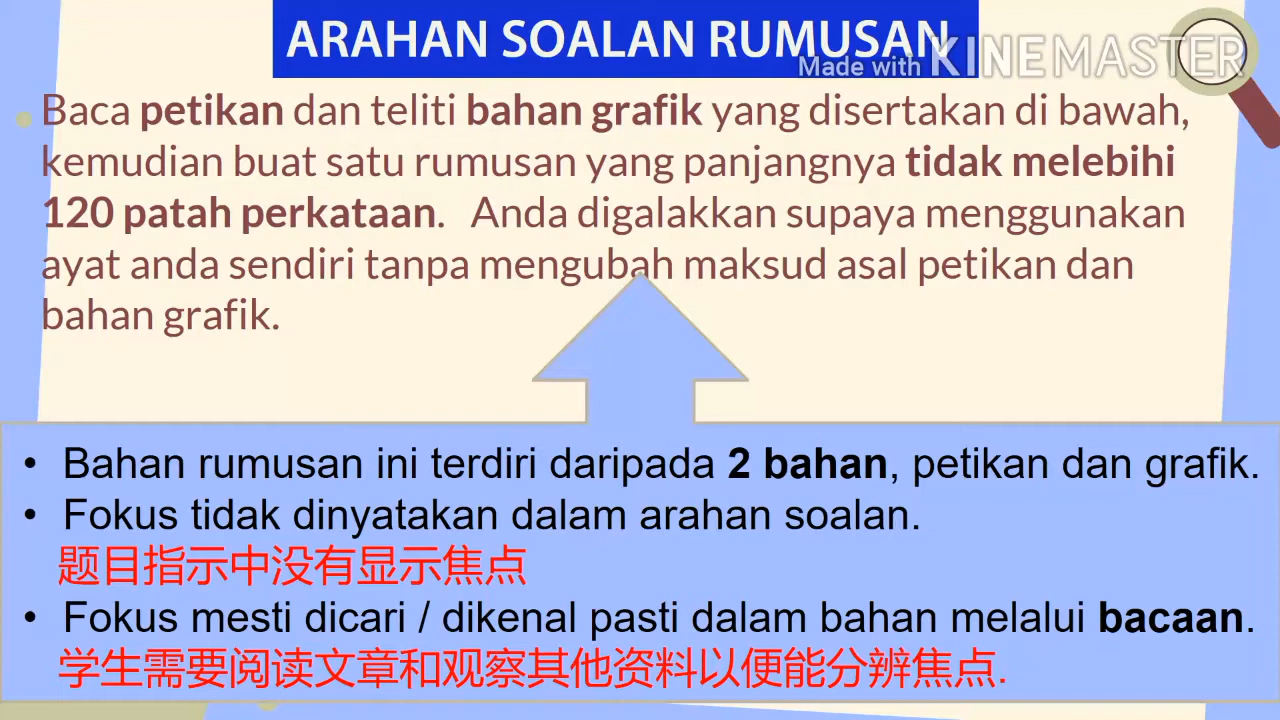 ARAHAN SOALAN RUMUSAN
Made with KINEMASTER
Baca petikan dan teliti bahan grafik yang disertakan di bawah,
kemudian buat satu rumusan yang panjangnya tidak melebihi
120 patah perkataan. Anda digalakkan supaya menggunakan
ayat anda sendiri tanpa mengubah maksud asal petikan dan
bahan grafik.
• Bahan rumusan ini terdiri daripada 2 bahan, petikan dan grafik.
• Fokus tidak dinyatakan dalam arahan soalan.
题目指示中没有显示焦点
• Fokus mesti dicari / dikenal pasti dalam bahan melalui bacaan.
学生需要阅读文章和观察其他资料以便能分辨焦点.